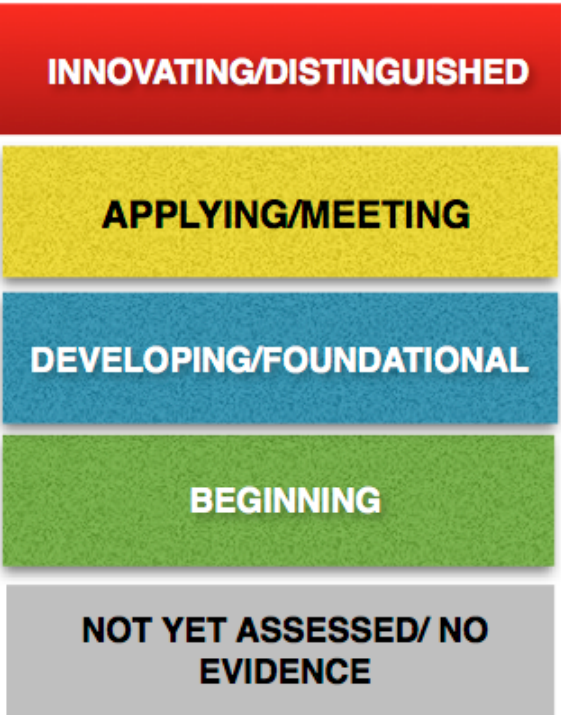 INNOVATING/DISTINGUISHED
APPLYING/MEETING
DEVELOPING/FOUNDATIONAL
BEGINNING
NOT YET ASSESSED/ NO
EVIDENCE